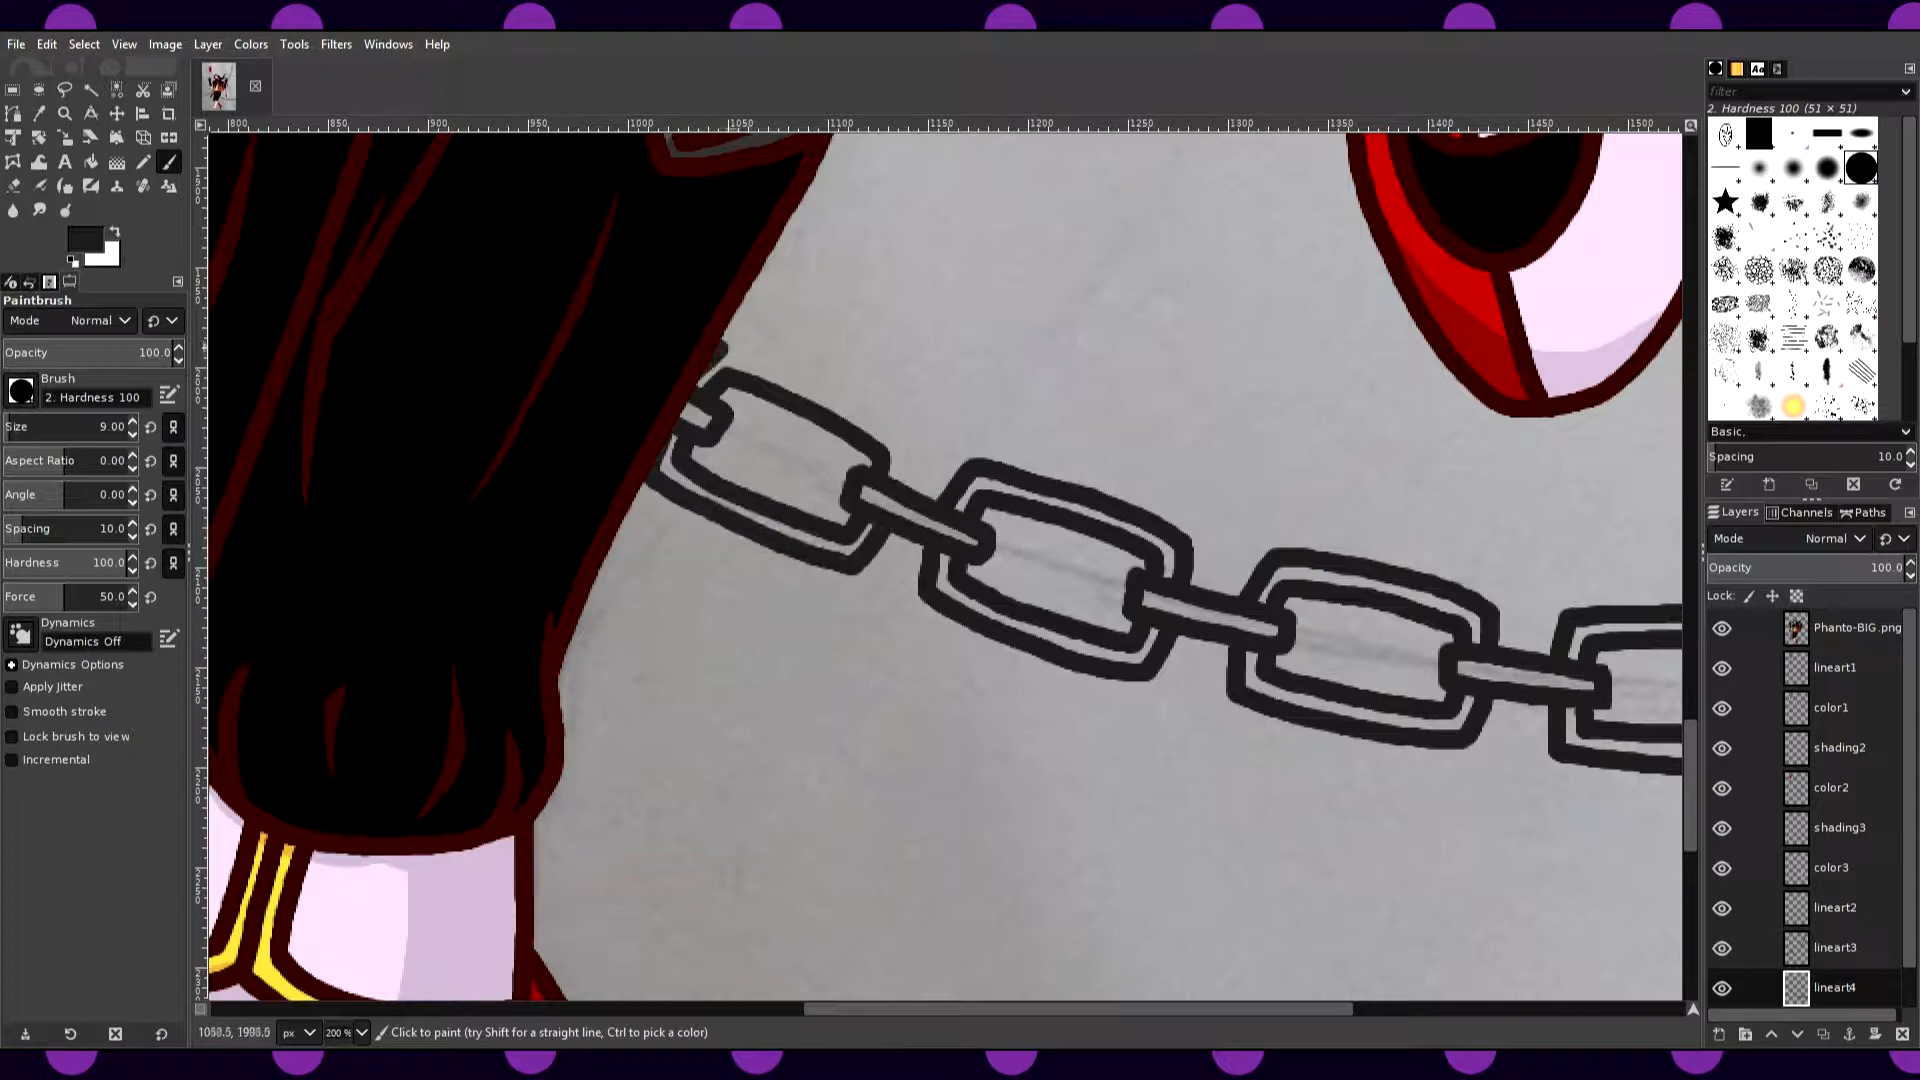 File Edit Select View Image Layer Colors Tools Filters Windows Help
filter
2. Hardness 100 (51 × 51)
800 850 900 950 1000 1050 1100 1150 1200 1250 1300 1350 1400 1450 1500
Paintbrush
Mode Normal
Opacity 100.0
Brush
2. Hardness 100
Size 9.00
Aspect Ratio 0.00
Angle 0.00
Spacing 10.0
Hardness 100.0
Force 50.0
Dynamics
Dynamics Off
Dynamics Options
Apply Jitter
Smooth stroke
Lock brush to view
Incremental
Basic,
Spacing 10.0
Layers Channels Paths
Mode Normal
Opacity 100.0
Lock:
Phanto-BIG.png
lineart1
color1
shading2
color2
shading3
color3
lineart2
lineart3
lineart4
px 200 % Click to paint (try Shift for a straight line, Ctrl to pick a color)